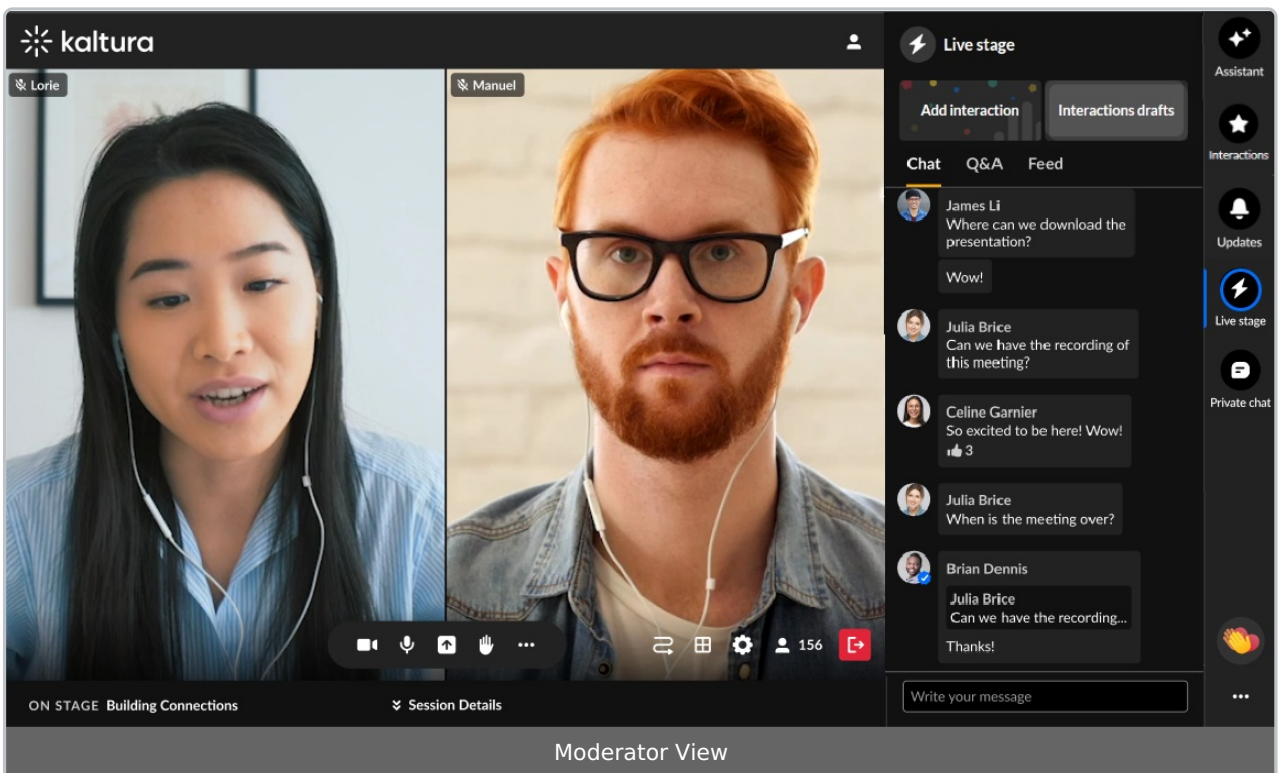 kaltura
Lorie
Manuel
156
ON STAGE Building Connections
Session Details
Live stage
Add interaction
Interactions drafts
Chat
Q&A
Feed
James Li
Where can we download the
presentation?
Wow!
Julia Brice
Can we have the recording of
this meeting?
Celine Garnier
So excited to be here! Wow!
3
Julia Brice
When is the meeting over?
Brian Dennis
Julia Brice
Can we have the recording...
Thanks!
Write your message
Assistant
Interactions
Updates
Live stage
Private chat
Moderator View